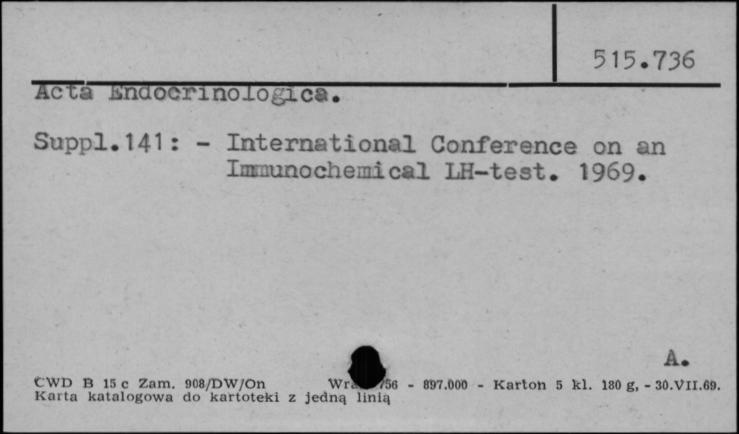 515.736
Acta Endocrinologica.
Suppl.141: - International Conference on an
Immunochemical LH-test. 1969.
A.
CWD B 15 c Zam. 908/DW/On - 897.000 - Karton 5 kl. 180 g, - 30.VII.69.
Karta katalogowa do kartoteki z jedną linią